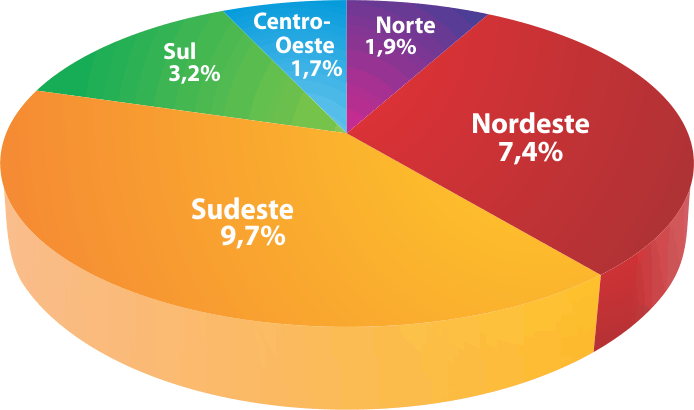 Centro-
Oeste
1,7%
Norte
1,9%
Sul
3,2%
Nordeste
7,4%
Sudeste
9,7%